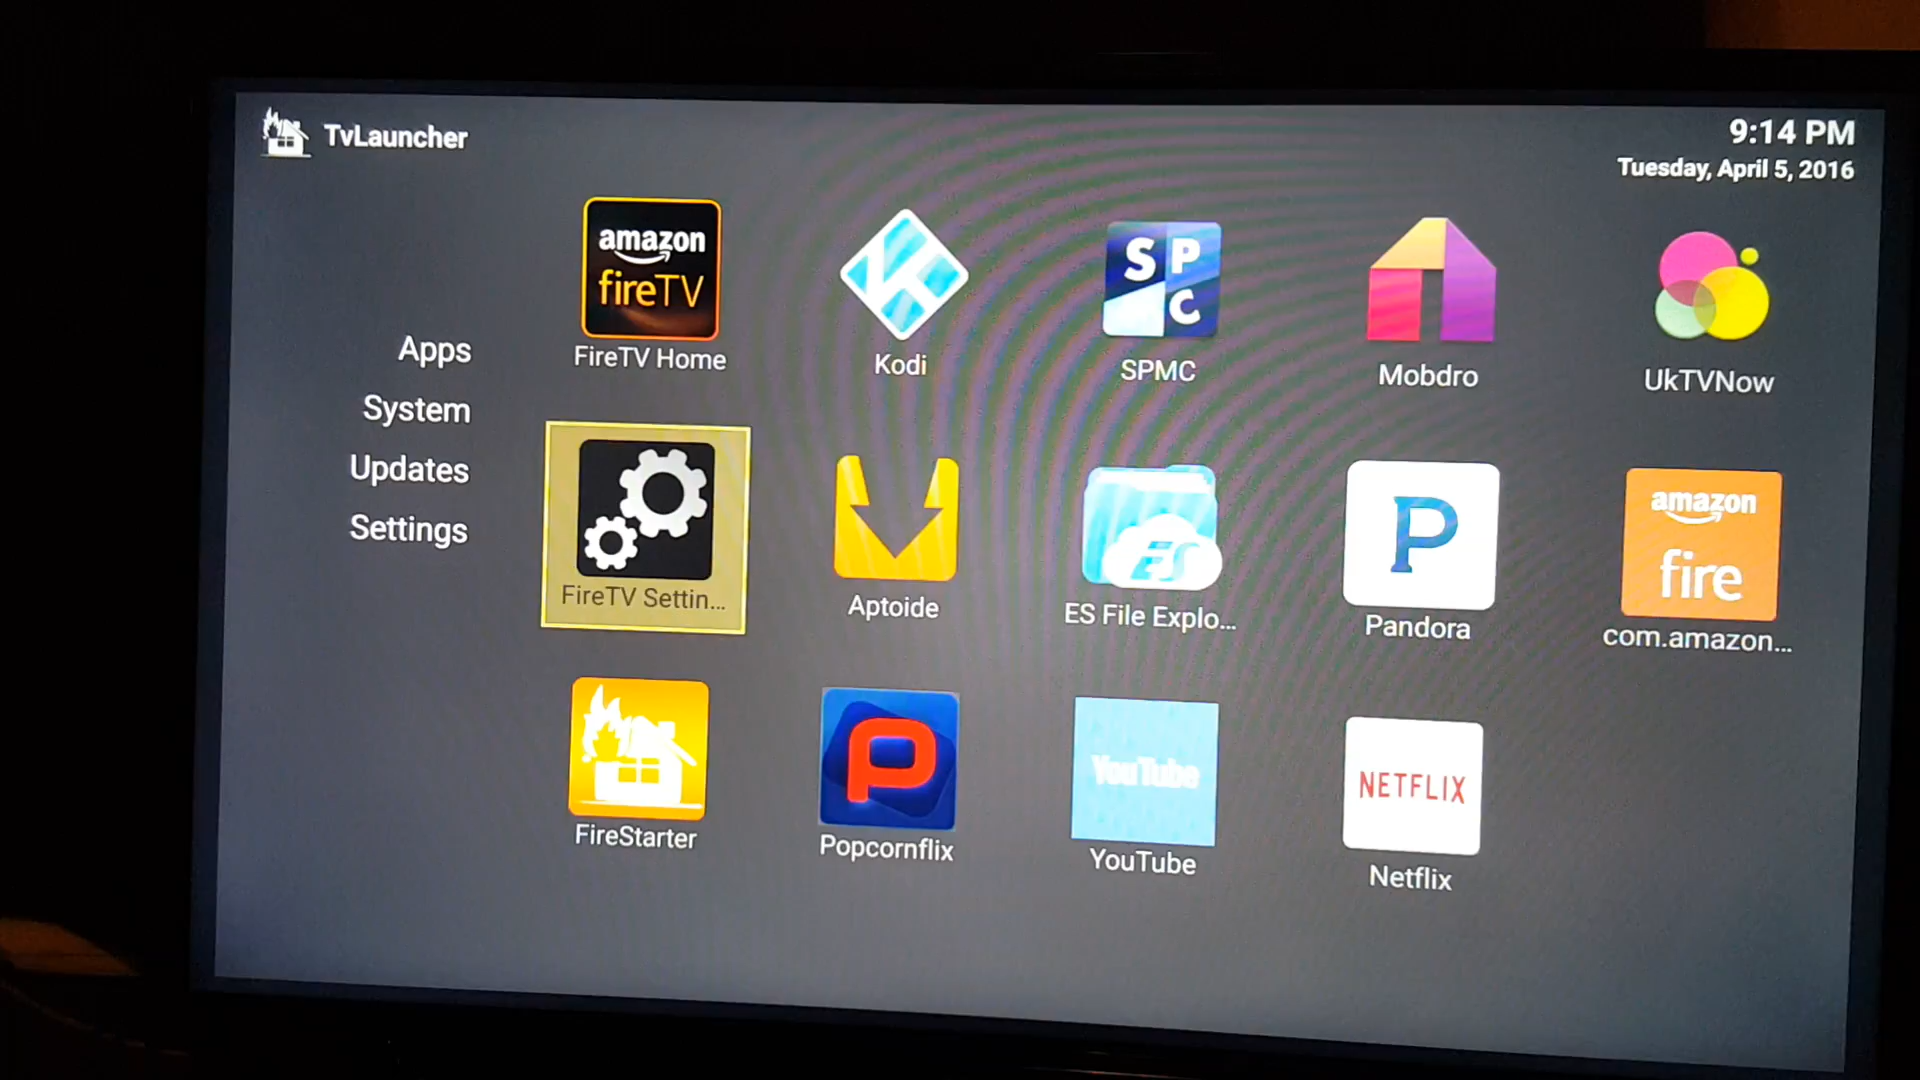 TvLauncher
9:14 PM
Tuesday, April 5, 2016
Apps
System
Updates
Settings
amazon
fireTV
FireTV Home
Kodi
S P
C
SPMC
Mobdro
UkTVNow
FireTV Settin...
Aptoide
ES
ES File Explo...
P
Pandora
amazon
fire
com.amazon...
FireStarter
P
Popcornflix
YouTube
YouTube
NETFLIX
Netflix